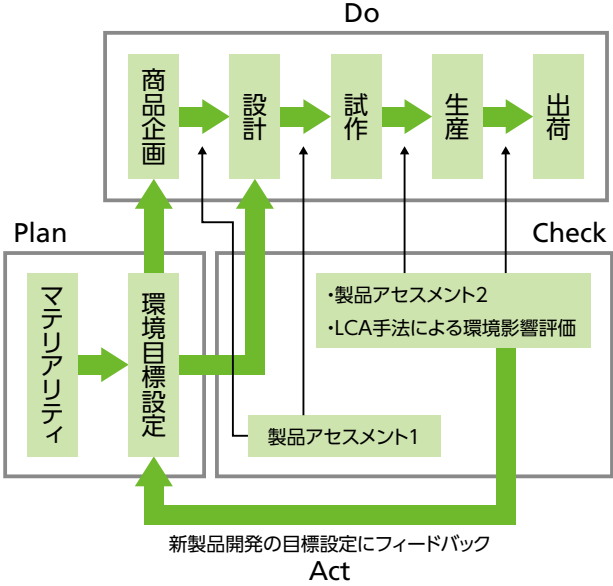 Do
商品企画
設計
試作
生産
出荷
Plan
マテリアリティ
環境目標設定
Check
・製品アセスメント2
・LCA手法による環境影響評価
製品アセスメント1
新製品開発の目標設定にフィードバック
Act